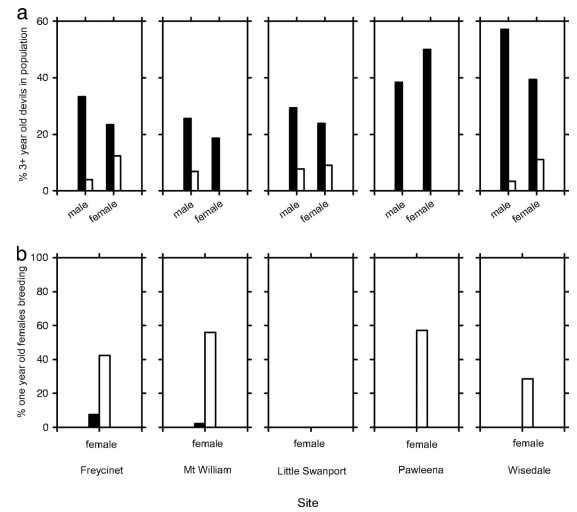 a
% 3+ year old devils in population
60
40
20
0
male female male female male female male female male female
b
% one year old females breeding
100
80
60
40
20
0
female female female female female
Freycinet Mt William Little Swanport Pawleena Wisedale
Site